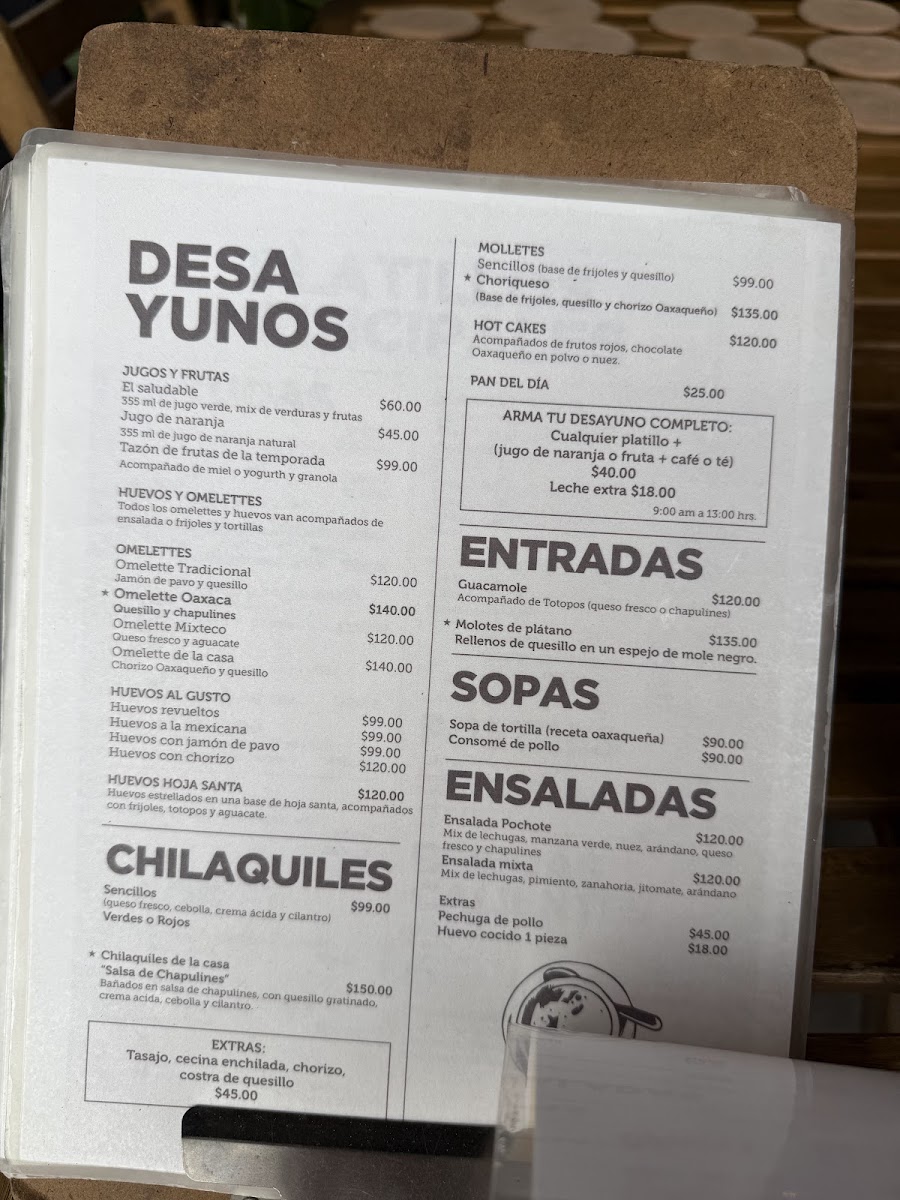 DESA
YUNOS
JUGOS Y FRUTAS
El saludable
355 ml de jugo verde, mix de verduras y frutas $60.00
Jugo de naranja
355 ml de jugo de naranja natural $45.00
Tazón de frutas de la temporada
Acompañado de miel o yogurth y granola $99.00
HUEVOS Y OMELETTES
Todos los omelettes y huevos van acompañados de
ensalada o frijoles y tortillas
OMELETTES
Omelette Tradicional
Jamón de pavo y quesillo $120.00
* Omelette Oaxaca
Quesillo y chapulines $140.00
Omelette Mixteco
Queso fresco y aguacate $120.00
Omelette de la casa
Chorizo Oaxaqueño y quesillo $140.00
HUEVOS AL GUSTO
Huevos revueltos $99.00
Huevos a la mexicana $99.00
Huevos con jamón de pavo $99.00
Huevos con chorizo $120.00
HUEVOS HOJA SANTA $120.00
Huevos estrellados en una base de hoja santa, acompañados
con frijoles, totopos y aguacate.
CHILAQUILES
Sencillos
(queso fresco, cebolla, crema ácida y cilantro) $99.00
Verdes o Rojos
* Chilaquiles de la casa
"Salsa de Chapulines" $150.00
Bañados en salsa de chapulines, con quesillo gratinado,
crema acida, cebolla y cilantro.
EXTRAS:
Tasajo, cecina enchilada, chorizo,
costra de quesillo
$45.00
MOLLETES
Sencillos (base de frijoles y quesillo) $99.00
* Choriqueso
(Base de frijoles, quesillo y chorizo Oaxaqueño) $135.00
HOT CAKES $120.00
Acompañados de frutos rojos, chocolate
Oaxaqueño en polvo o nuez.
PAN DEL DÍA $25.00
ARMA TU DESAYUNO COMPLETO:
Cualquier platillo +
(jugo de naranja o fruta + café o té)
$40.00
Leche extra $18.00
9:00 am a 13:00 hrs.
ENTRADAS
Guacamole $120.00
Acompañado de Totopos (queso fresco o chapulines)
* Molotes de plátano $135.00
Rellenos de quesillo en un espejo de mole negro.
SOPAS
Sopa de tortilla (receta oaxaqueña) $90.00
Consomé de pollo $90.00
ENSALADAS
Ensalada Pochote $120.00
Mix de lechugas, manzana verde, nuez, arándano, queso
fresco y chapulines
Ensalada mixta $120.00
Mix de lechugas, pimiento, zanahoria, jitomate, arándano
Extras
Pechuga de pollo $45.00
Huevo cocido 1 pieza $18.00